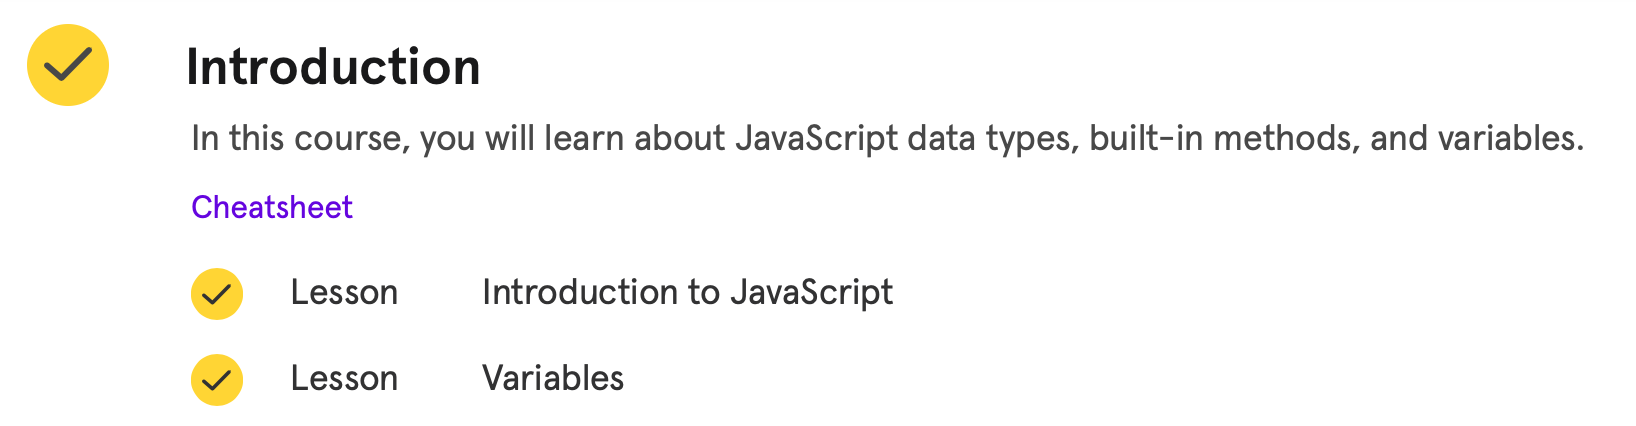 Introduction
In this course, you will learn about JavaScript data types, built-in methods, and variables.
Cheatsheet
Lesson Introduction to JavaScript
Lesson Variables